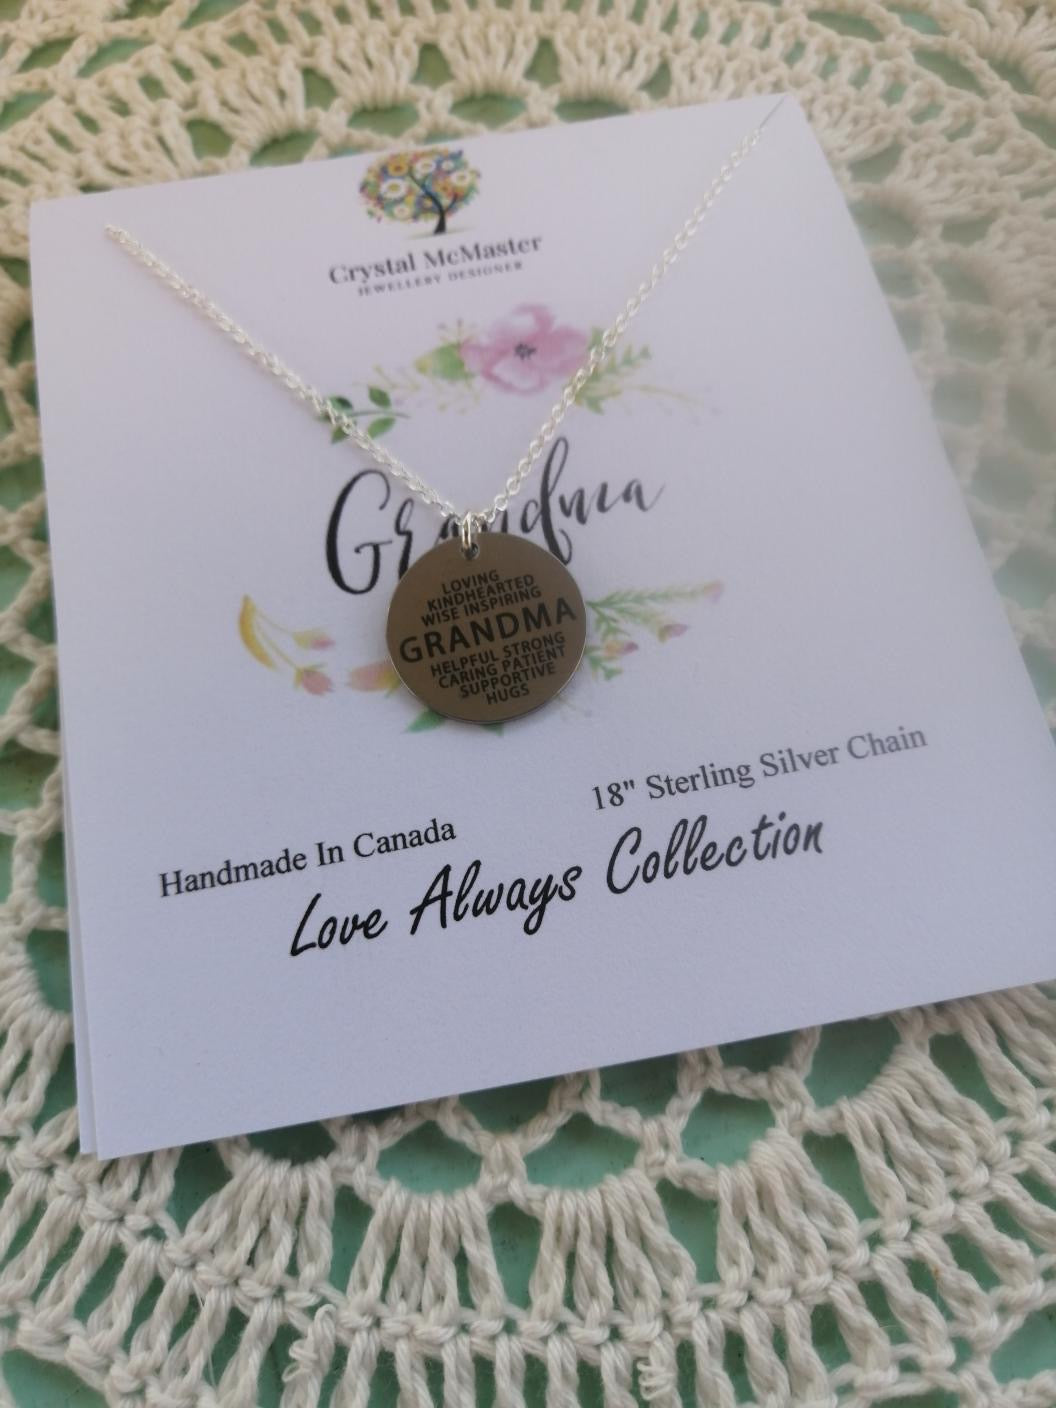 Crystal McMaster
JEWELLERY DESIGNER
Grandma
LOVING
KINDHEARTED
WISE INSPIRING
GRANDMA
HELPFUL STRONG
CARING PATIENT
SUPPORTIVE
HUGS
Handmade In Canada
18" Sterling Silver Chain
Love Always Collection